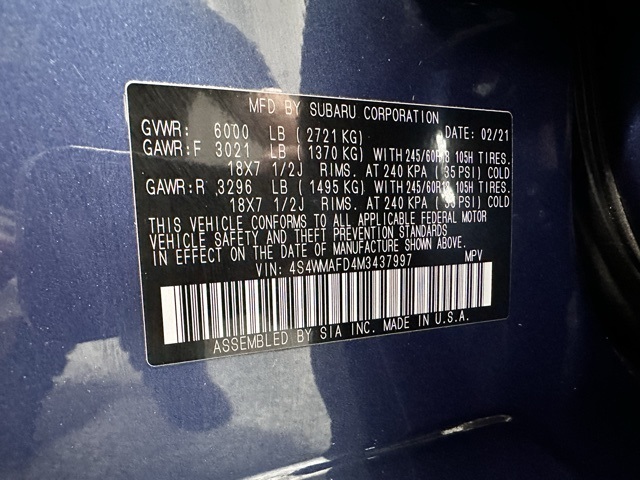 MFD BY SUBARU CORPORATION
GVWR: 6000 LB ( 2721 KG) DATE: 02/21
GAWR:F 3021 LB ( 1370 KG) WITH 245/60R18 105H TIRES.
18X7 1/2J RIMS. AT 240 KPA ( 35 PSI) COLD
GAWR:R 3296 LB ( 1495 KG) WITH 245/60R18 105H TIRES.
18X7 1/2J RIMS. AT 240 KPA ( 35 PSI) COLD
THIS VEHICLE CONFORMS TO ALL APPLICABLE FEDERAL MOTOR
VEHICLE SAFETY AND THEFT PREVENTION STANDARDS
IN EFFECT ON THE DATE OF MANUFACTURE SHOWN ABOVE.
VIN: 4S4WMAFD4M3437997 MPV
ASSEMBLED BY SIA INC. MADE IN U.S.A.